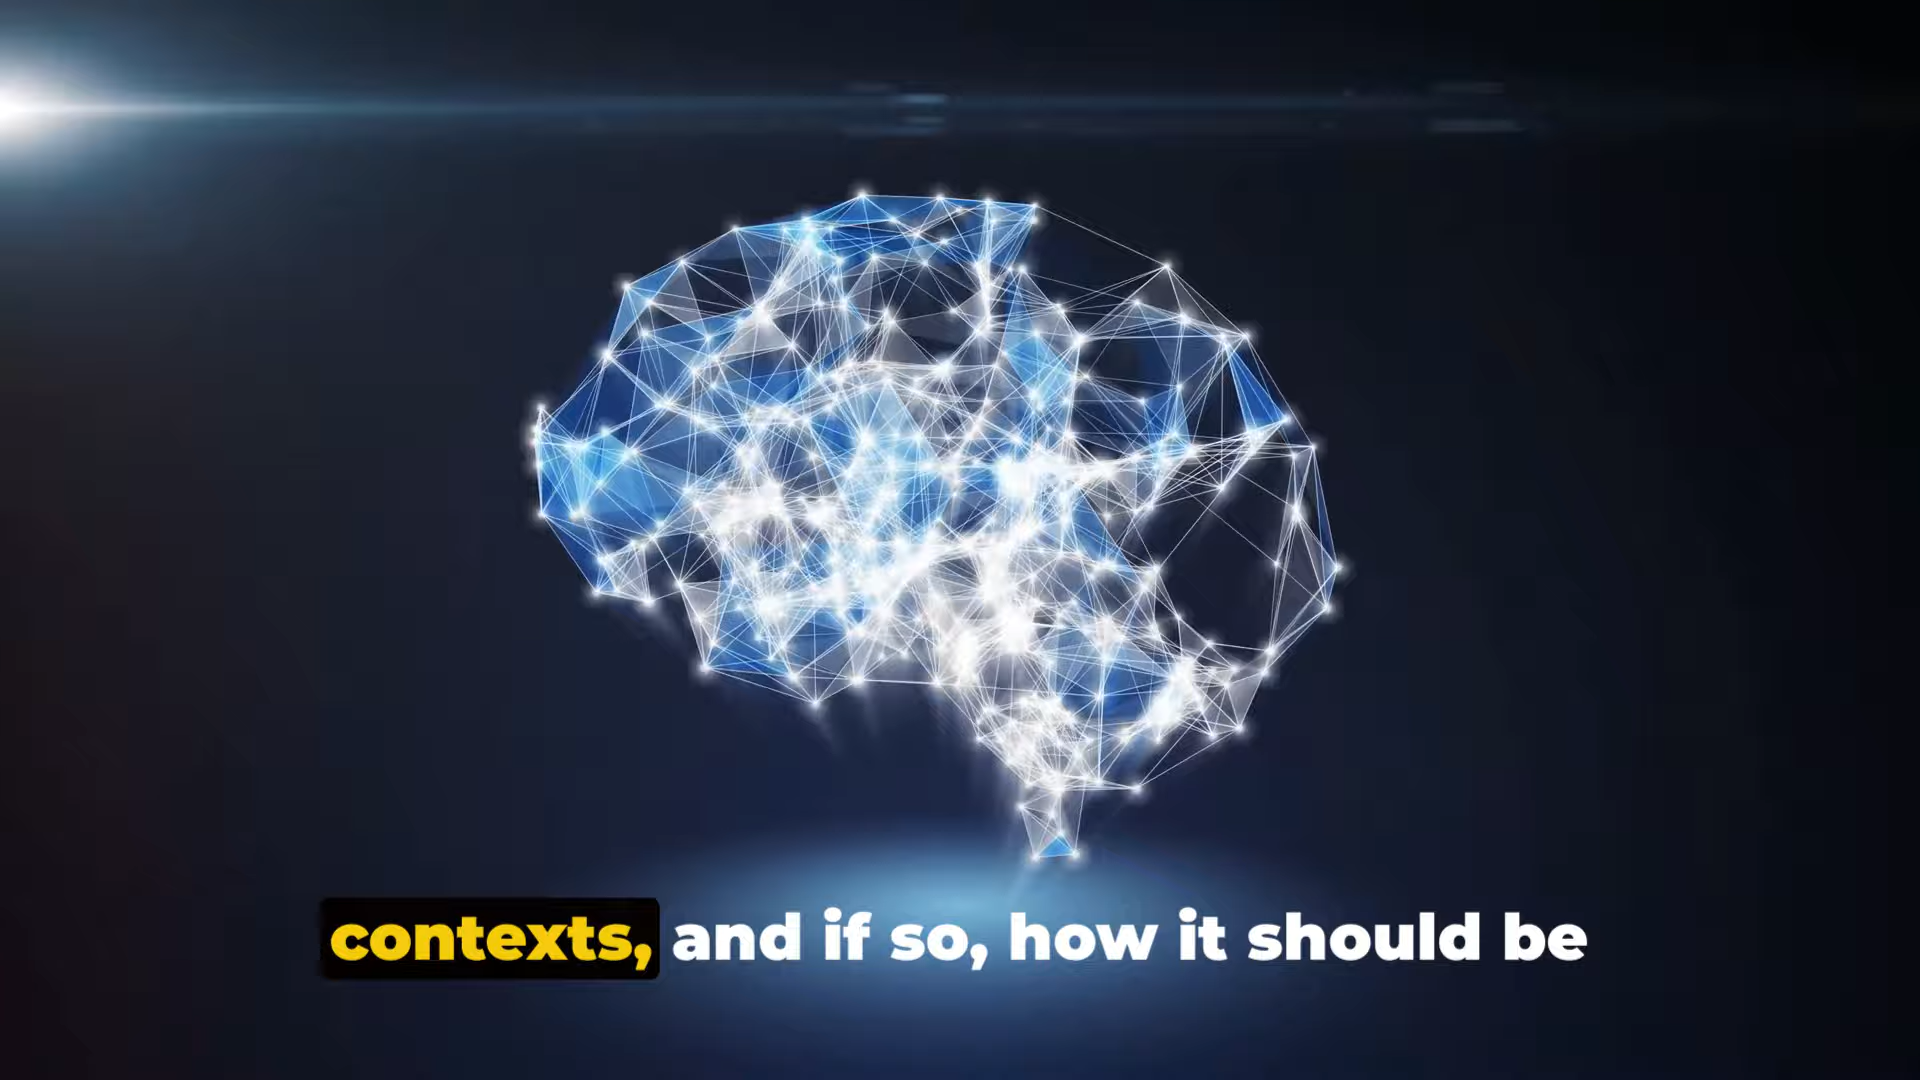 contexts, and if so, how it should be